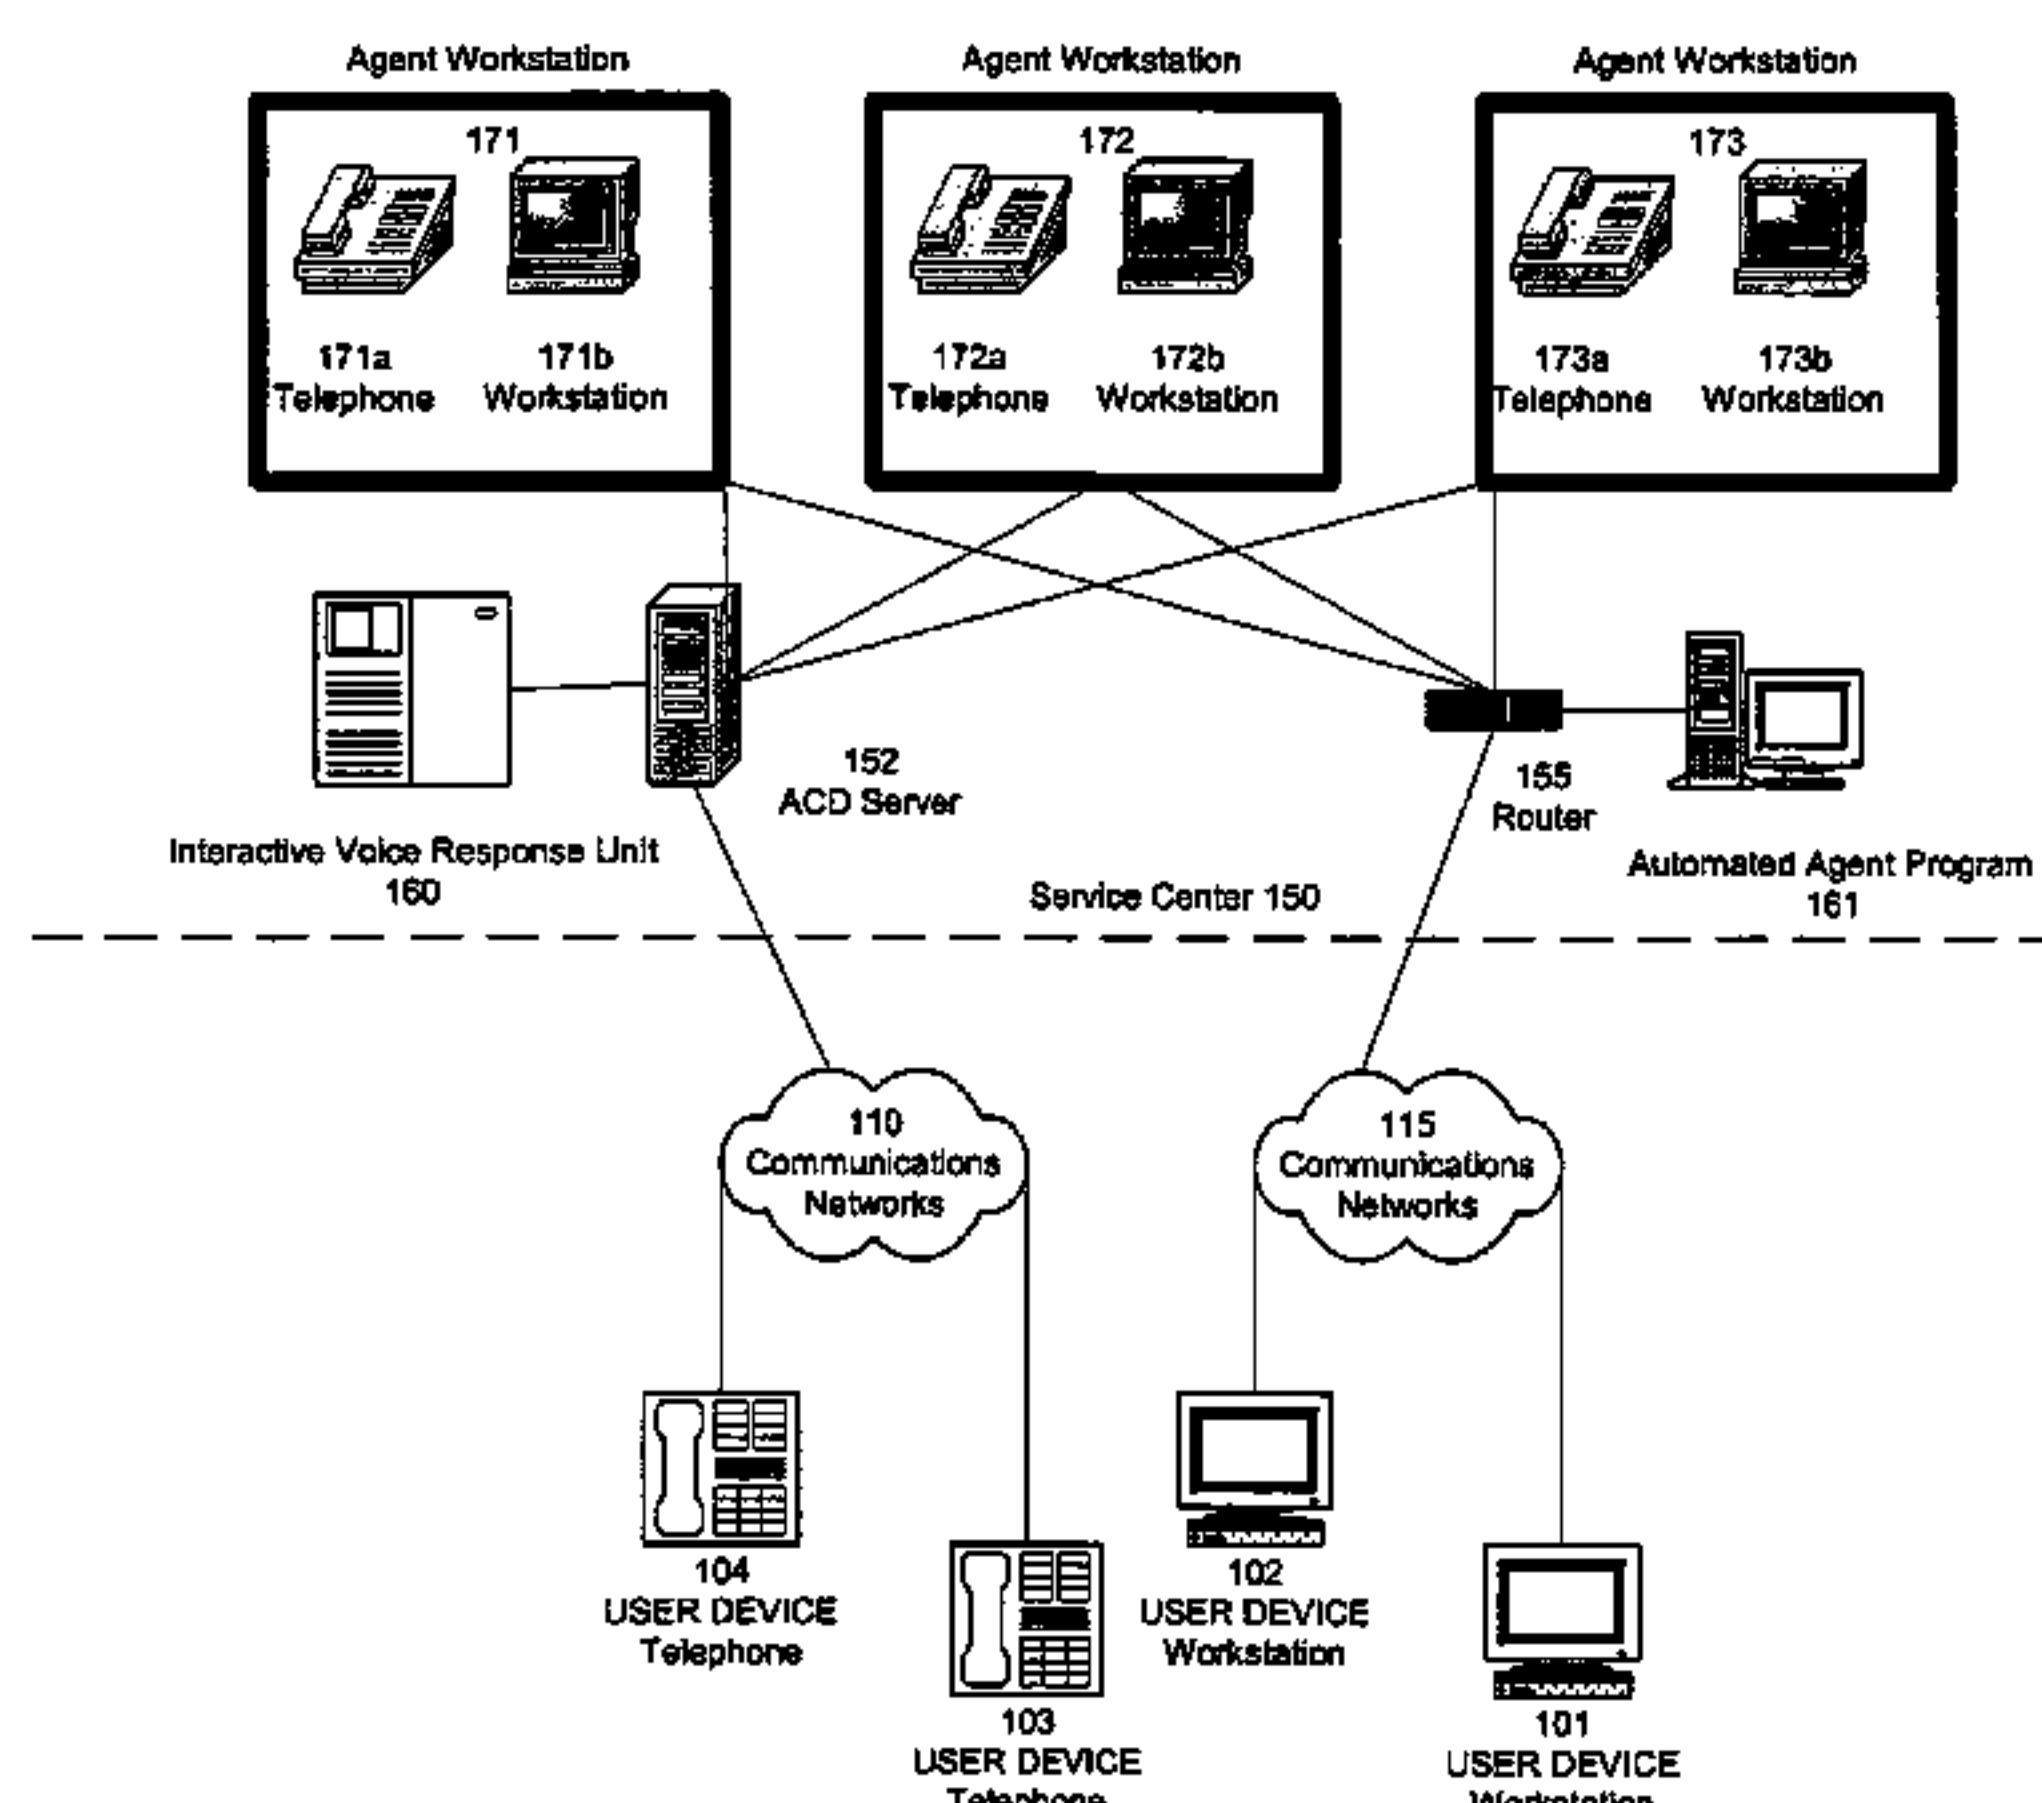 Agent Workstation
Agent Workstation
Agent Workstation
171
172
173
171a
Telephone
171b
Workstation
172a
Telephone
172b
Workstation
173a
Telephone
173b
Workstation
152
ACD Server
155
Router
Interactive Voice Response Unit
160
Automated Agent Program
161
Service Center 150
110
Communications
Networks
115
Communications
Networks
104
USER DEVICE
Telephone
102
USER DEVICE
Workstation
103
USER DEVICE
Telephone
101
USER DEVICE
Workstation